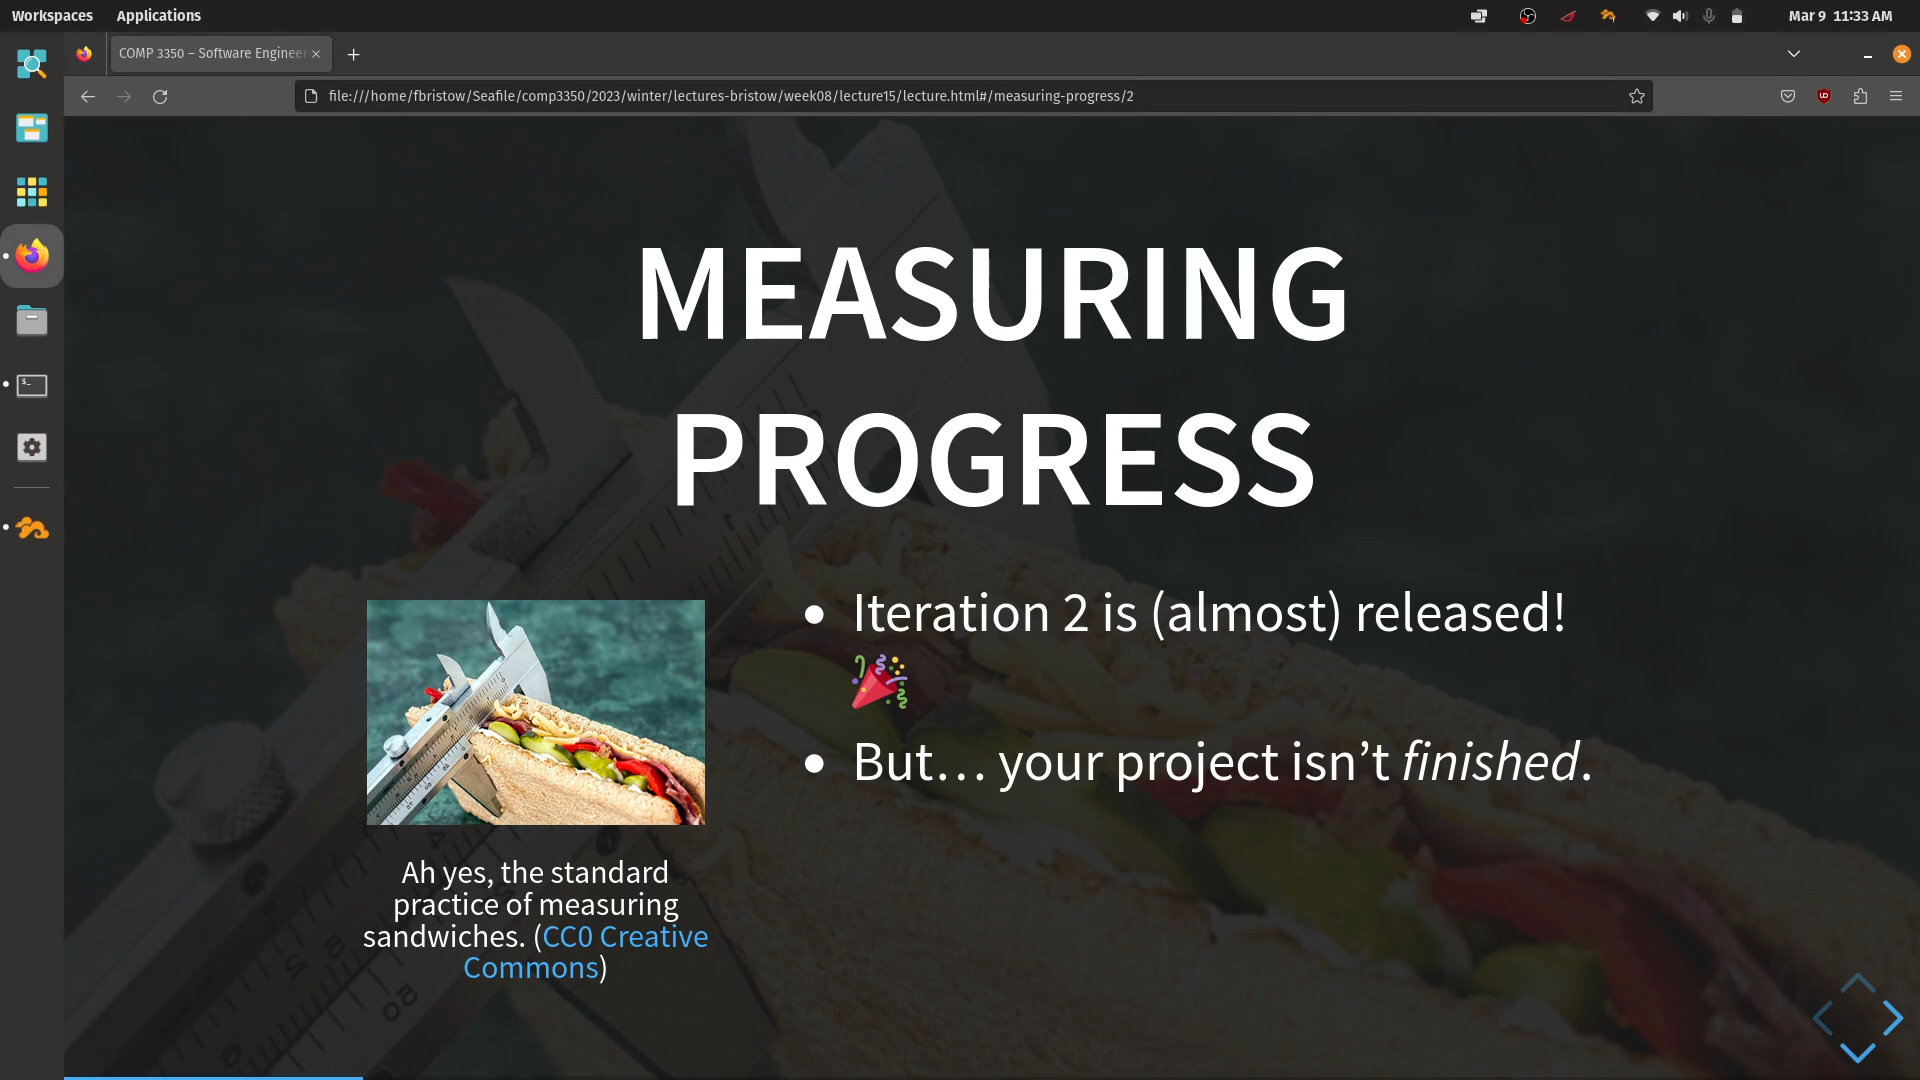 Workspaces Applications Mar 9 11:33 AM
COMP 3350 – Software Engineer
file:///home/fbristow/Seafile/comp3350/2023/winter/lectures-bristow/week08/lecture15/lecture.html#/measuring-progress/2
MEASURING
PROGRESS
• Iteration 2 is (almost) released!
🎉
• But… your project isn’t finished.
Ah yes, the standard
practice of measuring
sandwiches. (CC0 Creative
Commons)